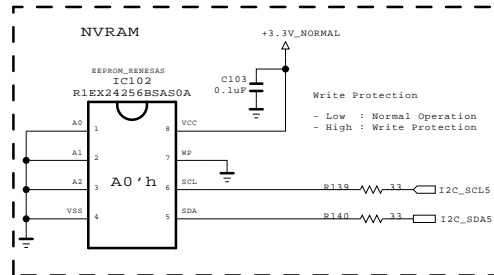 NVRAM
+3.3V_NORMAL
EEPROM_RENESAS
IC102
R1EX24256BSAS0A
C103
0.1uF
Write Protection
- Low : Normal Operation
- High : Write Protection
A0 1 8 VCC
A1 2 7 WP
A0'h
A2 3 6 SCL R139 33 I2C_SCL5
VSS 4 5 SDA R140 33 I2C_SDA5